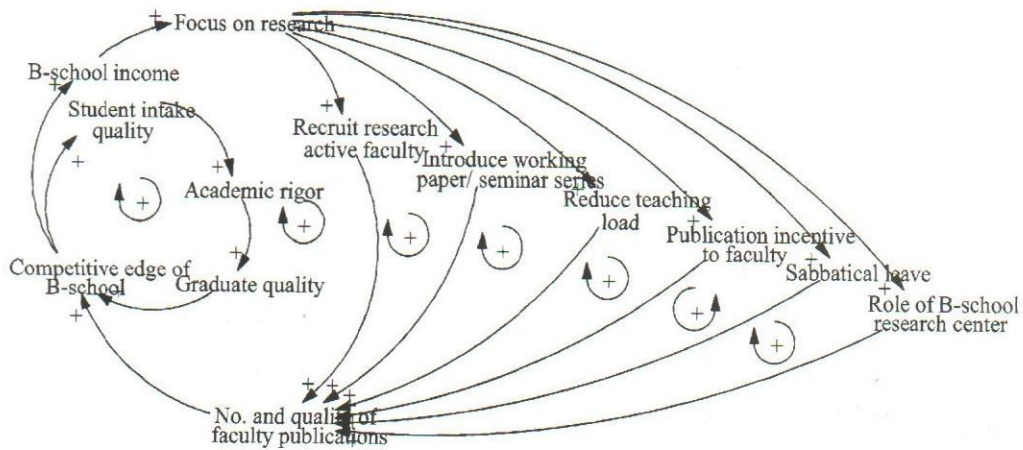 Focus on research
B-school income
Student intake
quality
Recruit research
active faculty
Introduce working
paper/ seminar series
Academic rigor
Reduce teaching
load
Publication incentive
to faculty
Competitive edge of
B-school
Graduate quality
Sabbatical leave
Role of B-school
research center
No. and quality of
faculty publications